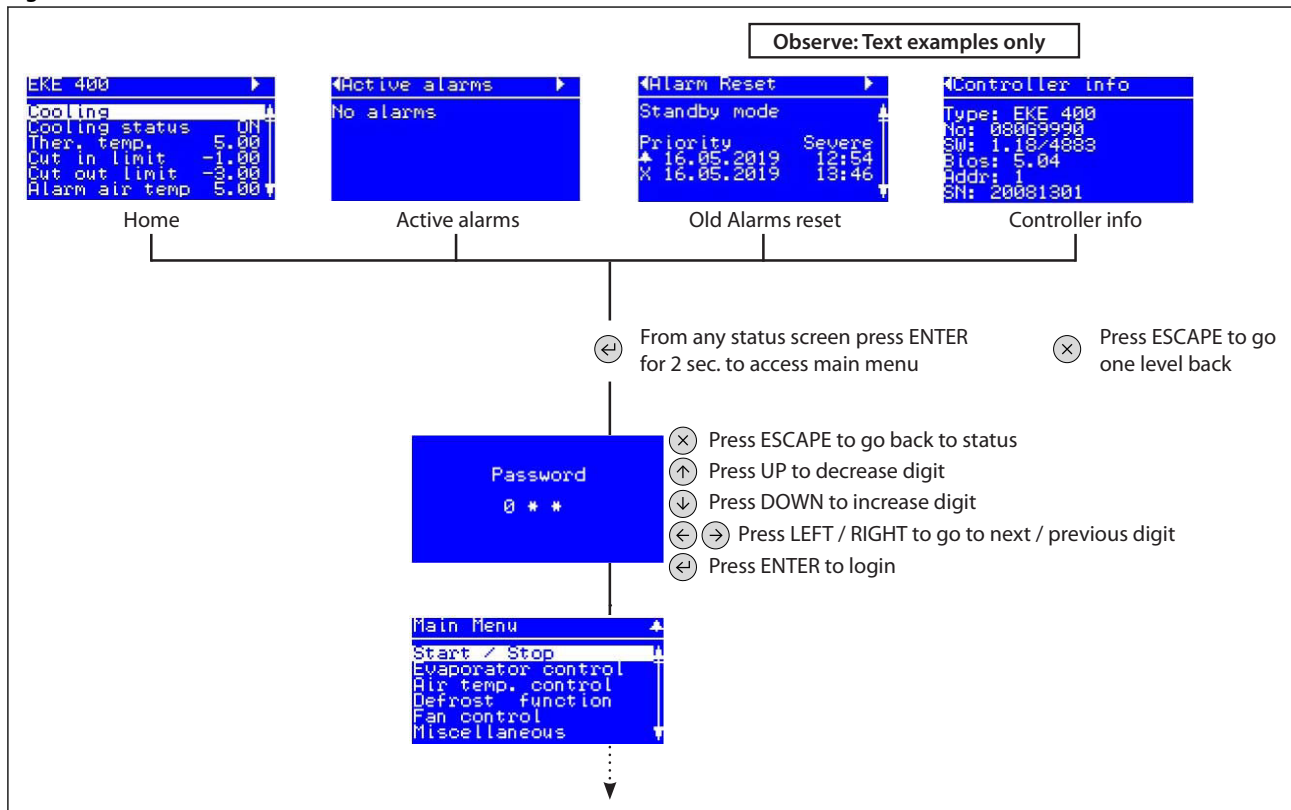 Observe: Text examples only
EKE 400
Cooling
Cooling status ON
Ther. temp. 5.00
Cut in limit -1.00
Cut out limit -3.00
Alarm air temp 5.00
Home
Active alarms
No alarms
Active alarms
Alarm Reset
Standby mode
Priority Severe
16.05.2019 12:54
X 16.05.2019 13:46
Old Alarms reset
Controller info
Type: EKE 400
No: 080G9990
SW: 1.18/4883
Bios: 5.04
Addr: 1
SN: 20081301
Controller info
From any status screen press ENTER
for 2 sec. to access main menu
Press ESCAPE to go
one level back
Password
0 * *
Press ESCAPE to go back to status
Press UP to decrease digit
Press DOWN to increase digit
Press LEFT / RIGHT to go to next / previous digit
Press ENTER to login
Main Menu
Start / Stop
Evaporator control
Air temp. control
Defrost function
Fan control
Miscellaneous